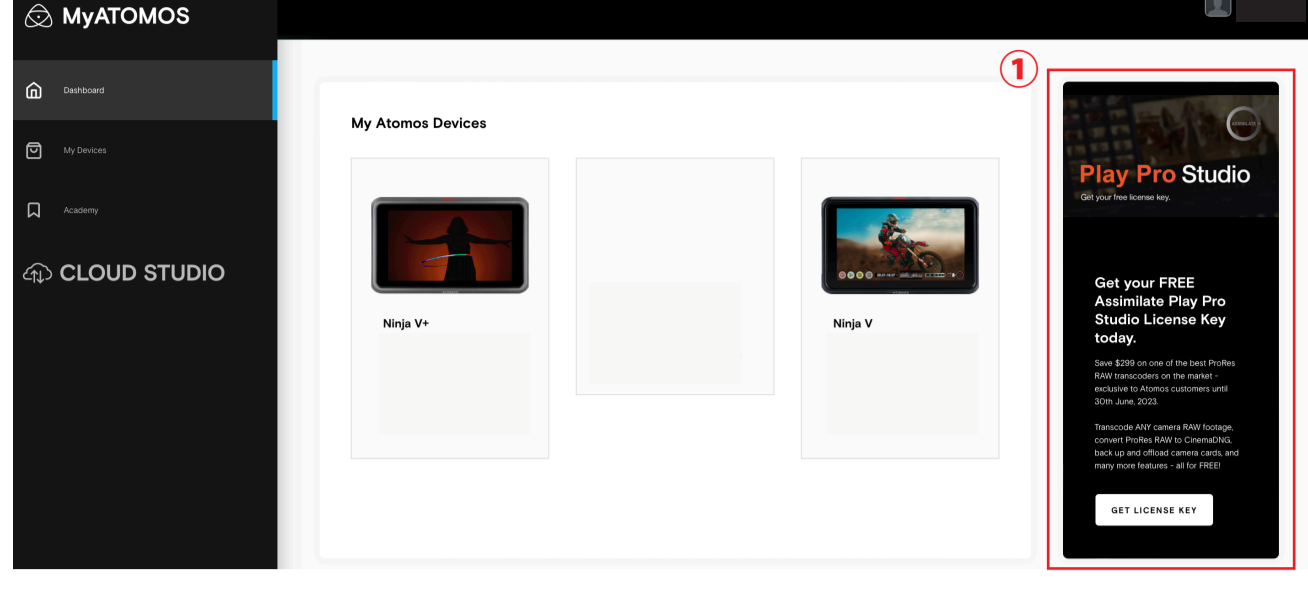 MyATOMOS
Dashboard
My Devices
Academy
CLOUD STUDIO
My Atomos Devices
Ninja V+
Ninja V
①
ASSIMILATE
Play Pro Studio
Get your free license key.
Get your FREE
Assimilate Play Pro
Studio License Key
today.
Save $299 on one of the best ProRes
RAW transcoders on the market -
exclusive to Atomos customers until
30th June, 2023.
Transcode ANY camera RAW footage,
convert ProRes RAW to CinemaDNG,
back up and offload camera cards, and
many more features - all for FREE!
GET LICENSE KEY